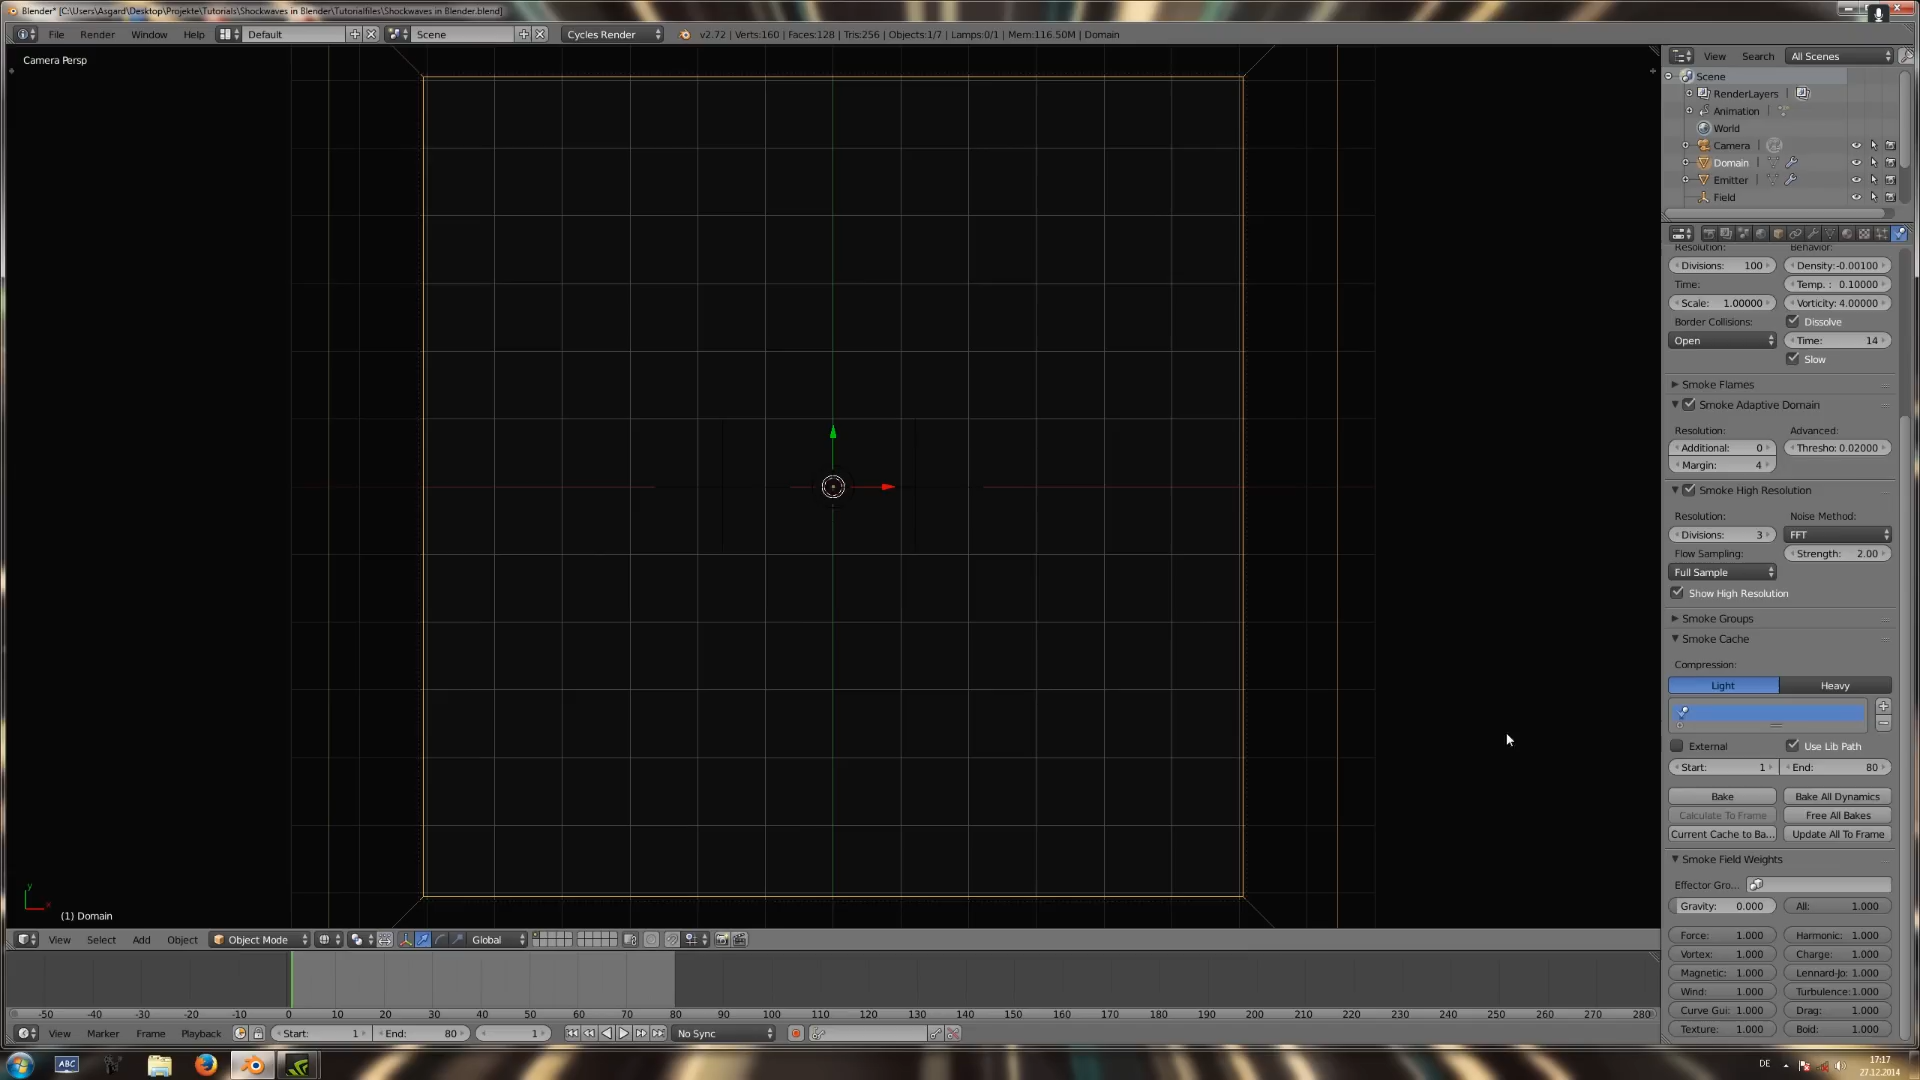 Blender* [C:\Users\Asgard\Desktop\Projekte\Tutorials\Shockwaves in Blender\Tutorialfiles\Shockwaves in Blender.blend]
File Render Window Help Default Scene Cycles Render v2.72 | Verts:160 | Faces:128 | Tris:256 | Objects:1/7 | Lamps:0/1 | Mem:116.50M | Domain
Camera Persp
View Search All Scenes
Scene
RenderLayers
Animation
World
Camera
Domain
Emitter
Field
Resolution: Behavior:
Divisions: 100 Density:-0.00100
Time: Temp. : 0.10000
Scale: 1.00000 Vorticity: 4.00000
Border Collisions: Dissolve
Open Time: 14
Slow
Smoke Flames
Smoke Adaptive Domain
Resolution: Advanced:
Additional: 0 Thresho: 0.02000
Margin: 4
Smoke High Resolution
Resolution: Noise Method:
Divisions: 3 FFT
Flow Sampling: Strength: 2.00
Full Sample
Show High Resolution
Smoke Groups
Smoke Cache
Compression:
Light Heavy
External Use Lib Path
Start: 1 End: 80
Bake Bake All Dynamics
Calculate To Frame Free All Bakes
Current Cache to Ba... Update All To Frame
Smoke Field Weights
Effector Gro...
Gravity: 0.000 All: 1.000
Force: 1.000 Harmonic: 1.000
Vortex: 1.000 Charge: 1.000
Magnetic: 1.000 Lennard-Jo: 1.000
Wind: 1.000 Turbulence: 1.000
Curve Gui: 1.000 Drag: 1.000
Texture: 1.000 Boid: 1.000
y
x
(1) Domain
View Select Add Object Object Mode Global
-50 -40 -30 -20 -10 0 10 20 30 40 50 60 70 80 90 100 110 120 130 140 150 160 170 180 190 200 210 220 230 240 250 260 270 280
View Marker Frame Playback Start: 1 End: 80 1 No Sync
ABC
DE
17:17
27.12.2014